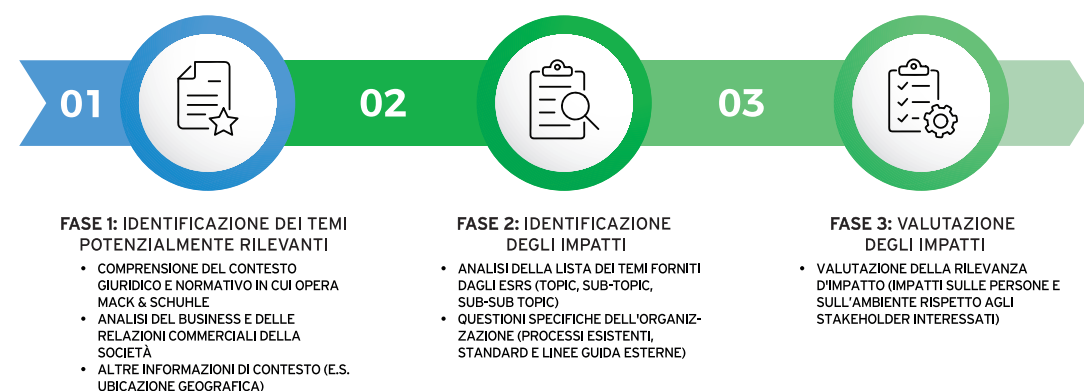 01
02
03
FASE 1: IDENTIFICAZIONE DEI TEMI
POTENZIALMENTE RILEVANTI
• COMPRENSIONE DEL CONTESTO
GIURIDICO E NORMATIVO IN CUI OPERA
MACK & SCHUHLE
• ANALISI DEL BUSINESS E DELLE
RELAZIONI COMMERCIALI DELLA
SOCIETÀ
• ALTRE INFORMAZIONI DI CONTESTO (E.S.
UBICAZIONE GEOGRAFICA)
FASE 2: IDENTIFICAZIONE
DEGLI IMPATTI
• ANALISI DELLA LISTA DEI TEMI FORNITI
DAGLI ESRS (TOPIC, SUB-TOPIC,
SUB-SUB TOPIC)
• QUESTIONI SPECIFICHE DELL'ORGANIZ-
ZAZIONE (PROCESSI ESISTENTI,
STANDARD E LINEE GUIDA ESTERNE)
FASE 3: VALUTAZIONE
DEGLI IMPATTI
• VALUTAZIONE DELLA RILEVANZA
D'IMPATTO (IMPATTI SULLE PERSONE E
SULL'AMBIENTE RISPETTO AGLI
STAKEHOLDER INTERESSATI)